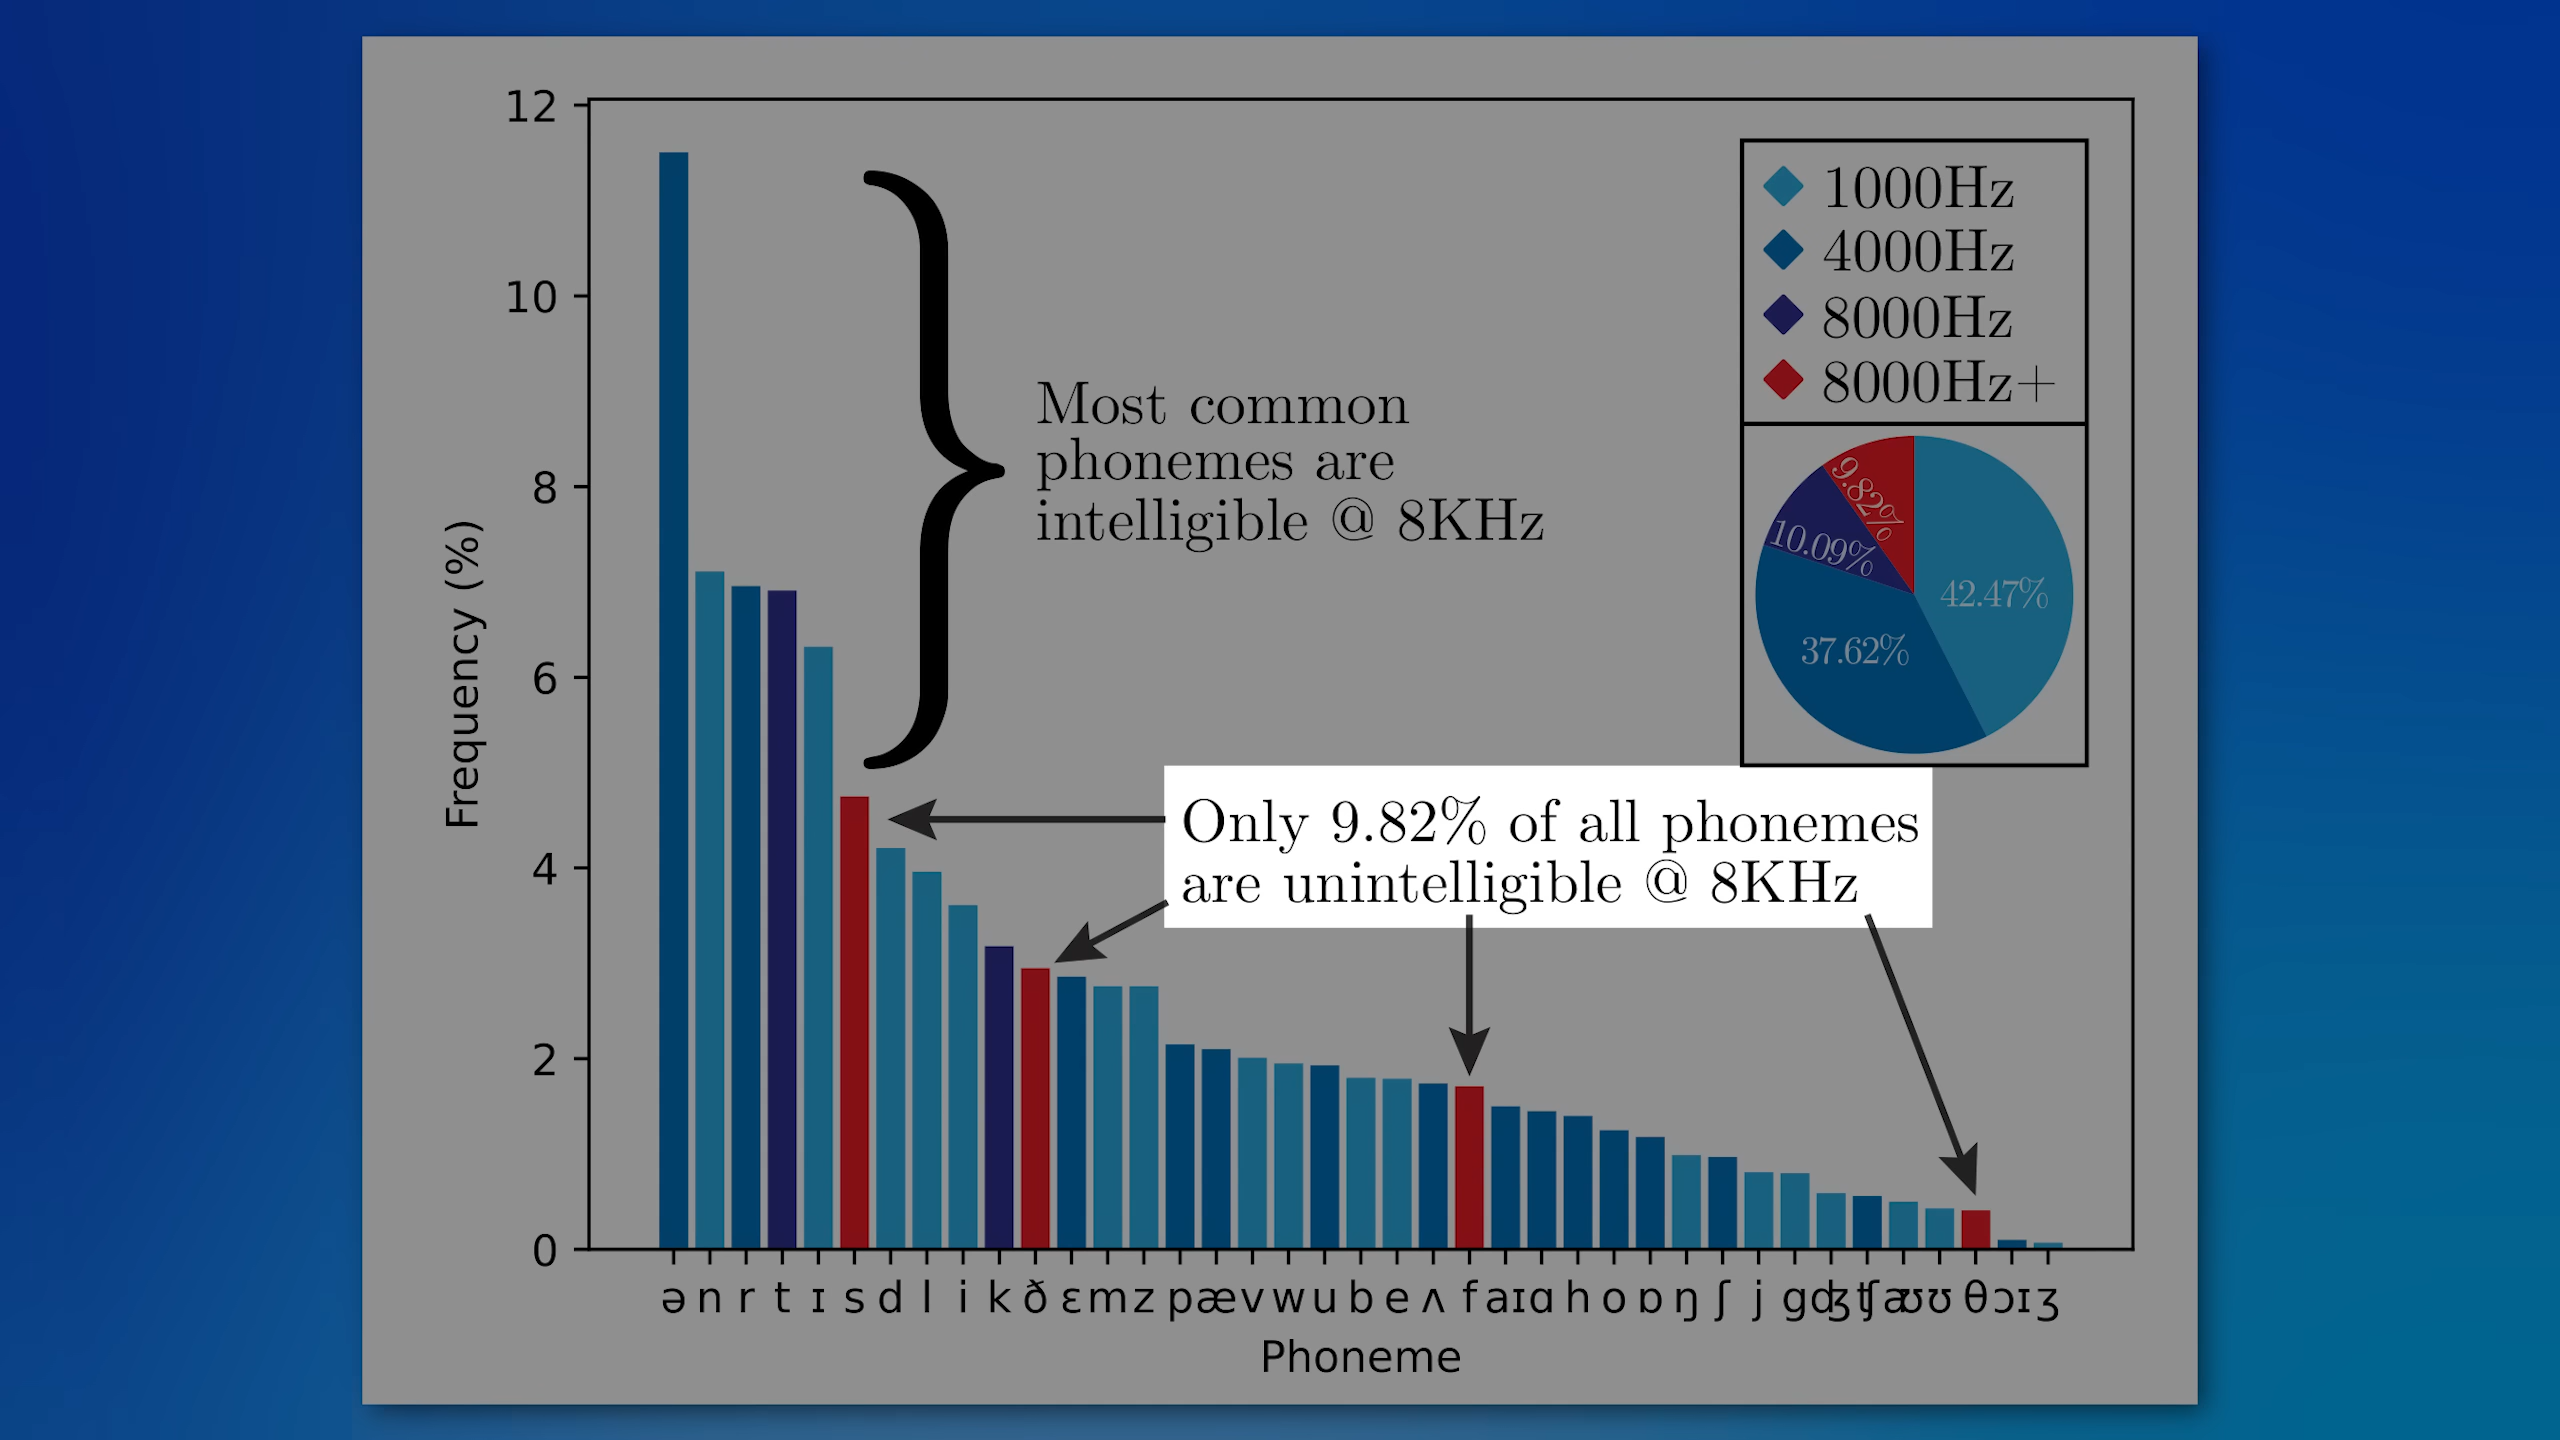 12
10
8
6
4
2
0
Frequency (%)
Most common
phonemes are
intelligible @ 8KHz
1000Hz
4000Hz
8000Hz
8000Hz+
9.82%
10.09%
42.47%
37.62%
Only 9.82% of all phonemes
are unintelligible @ 8KHz
ə n r t ɪ s d l i k ð ɛ m z p æ v w u b e ʌ f aɪ ɑ h o ɒ ŋ ʃ j g ʤ ʧ aʊ ʊ θ ɔɪ ʒ
Phoneme